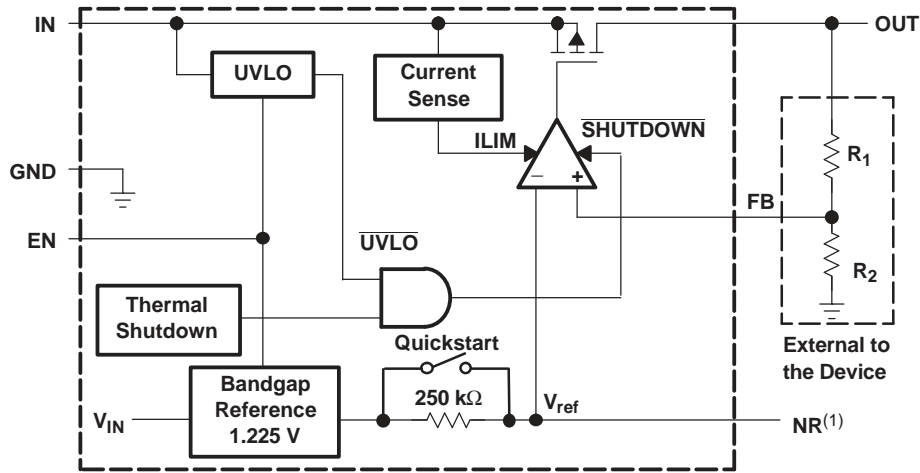 IN
OUT
UVLO
Current
Sense
SHUTDOWN
ILIM
R1
GND
− +
FB
EN
UVLO
R2
Thermal
Shutdown
Quickstart
External to
the Device
Bandgap
Reference
1.225 V
250 kΩ
Vref
VIN
NR(1)